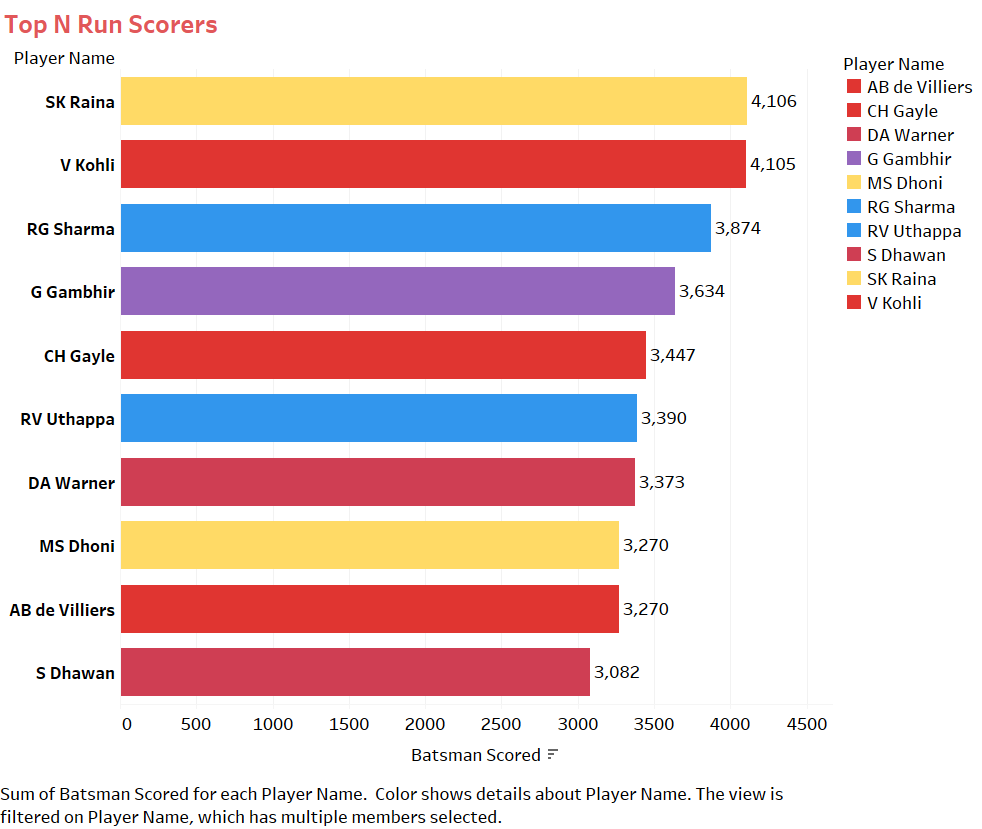 Top N Run Scorers
Player Name
SK Raina 4,106
V Kohli 4,105
RG Sharma 3,874
G Gambhir 3,634
CH Gayle 3,447
RV Uthappa 3,390
DA Warner 3,373
MS Dhoni 3,270
AB de Villiers 3,270
S Dhawan 3,082
0 500 1000 1500 2000 2500 3000 3500 4000 4500
Batsman Scored
Player Name
AB de Villiers
CH Gayle
DA Warner
G Gambhir
MS Dhoni
RG Sharma
RV Uthappa
S Dhawan
SK Raina
V Kohli
Sum of Batsman Scored for each Player Name.  Color shows details about Player Name. The view is
filtered on Player Name, which has multiple members selected.